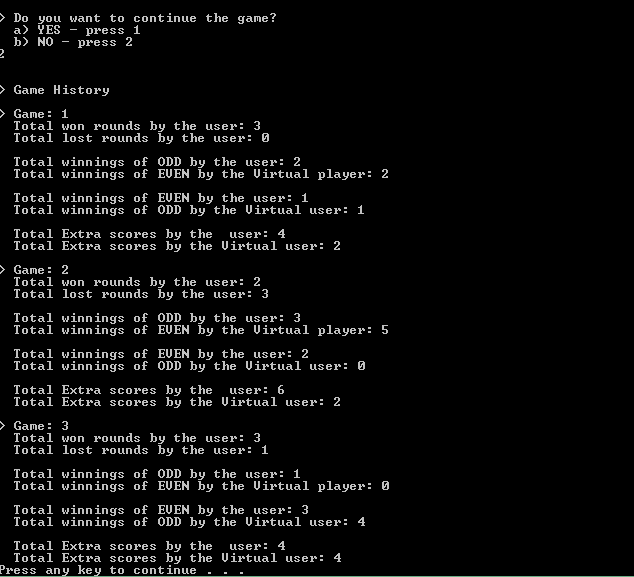 > Do you want to continue the game?
a) YES - press 1
b) NO - press 2
2
> Game History
> Game: 1
Total won rounds by the user: 3
Total lost rounds by the user: 0
Total winnings of ODD by the user: 2
Total winnings of EVEN by the Virtual player: 2
Total winnings of EVEN by the user: 1
Total winnings of ODD by the Virtual user: 1
Total Extra scores by the  user: 4
Total Extra scores by the Virtual user: 2
> Game: 2
Total won rounds by the user: 2
Total lost rounds by the user: 3
Total winnings of ODD by the user: 3
Total winnings of EVEN by the Virtual player: 5
Total winnings of EVEN by the user: 2
Total winnings of ODD by the Virtual user: 0
Total Extra scores by the  user: 6
Total Extra scores by the Virtual user: 2
> Game: 3
Total won rounds by the user: 3
Total lost rounds by the user: 1
Total winnings of ODD by the user: 1
Total winnings of EVEN by the Virtual player: 0
Total winnings of EVEN by the user: 3
Total winnings of ODD by the Virtual user: 4
Total Extra scores by the  user: 4
Total Extra scores by the Virtual user: 4
Press any key to continue . . .